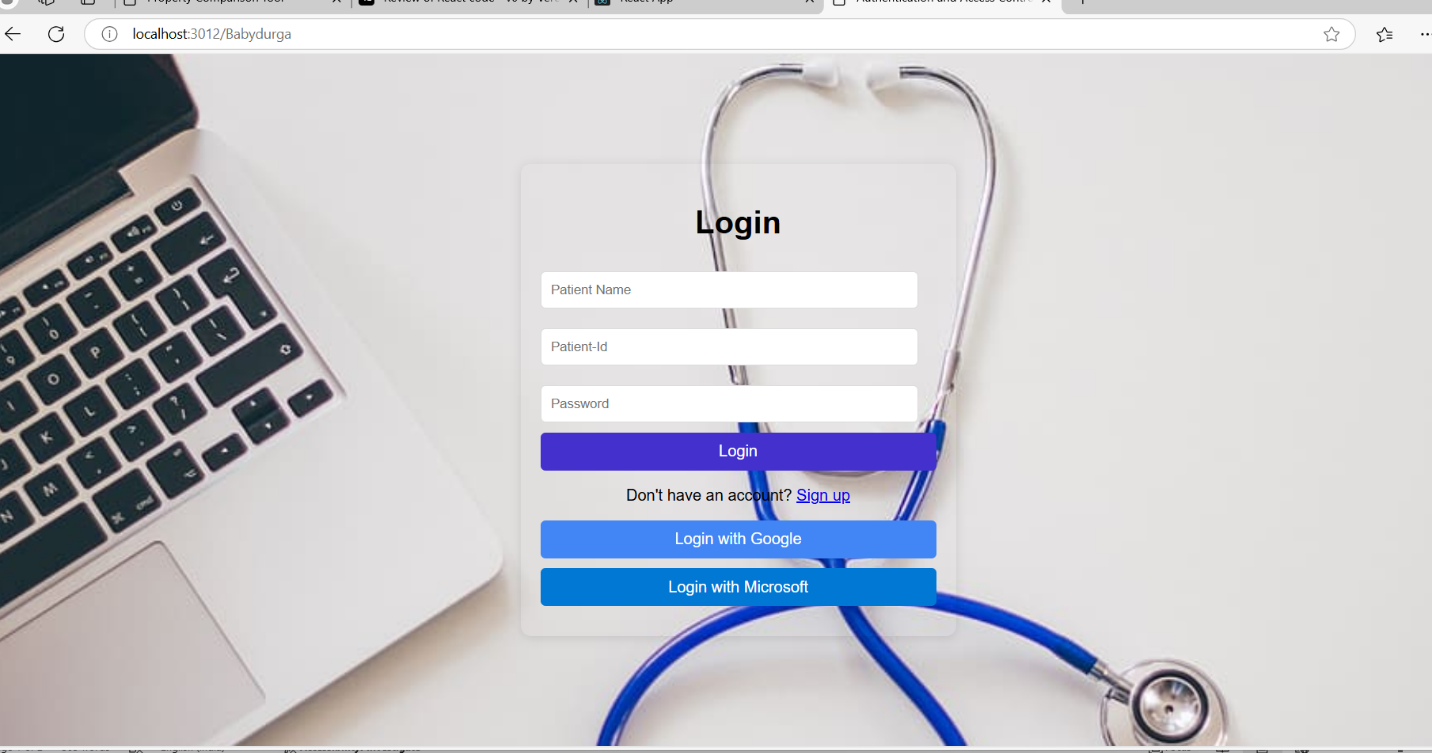 localhost:3012/Babydurga
Login
Patient Name
Patient-Id
Password
Login
Don't have an account? Sign up
Login with Google
Login with Microsoft